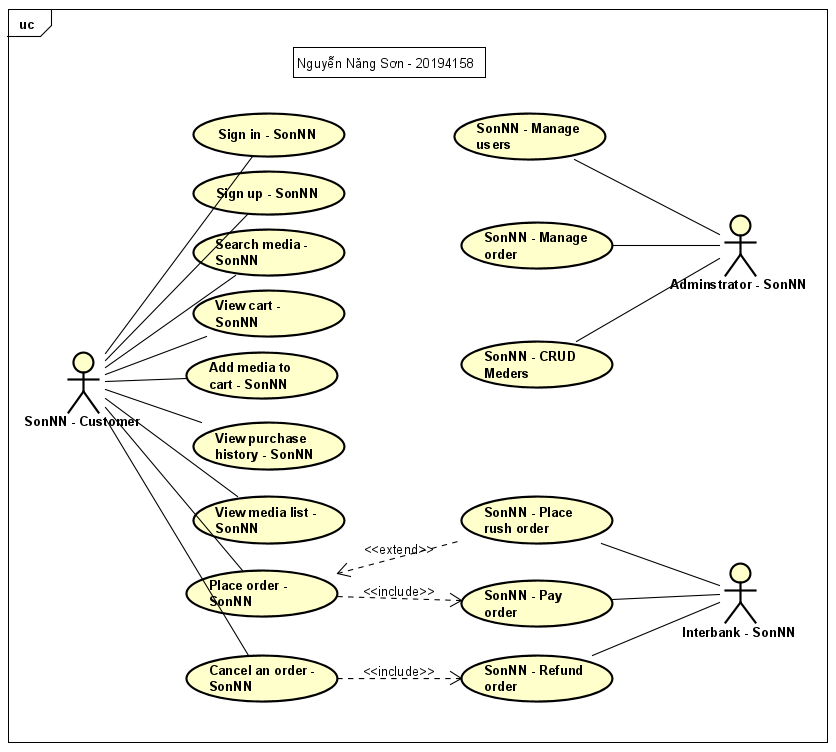 uc
Nguyễn Năng Sơn - 20194158
Sign in - SonNN
Sign up - SonNN
Search media -
SonNN
View cart -
SonNN
Add media to
cart - SonNN
SonNN - Customer
View purchase
history - SonNN
View media list -
SonNN
Place order -
SonNN
Cancel an order -
SonNN
<<extend>>
<<include>>
<<include>>
SonNN - Manage
users
SonNN - Manage
order
SonNN - CRUD
Meders
Adminstrator - SonNN
SonNN - Place
rush order
SonNN - Pay
order
SonNN - Refund
order
Interbank - SonNN